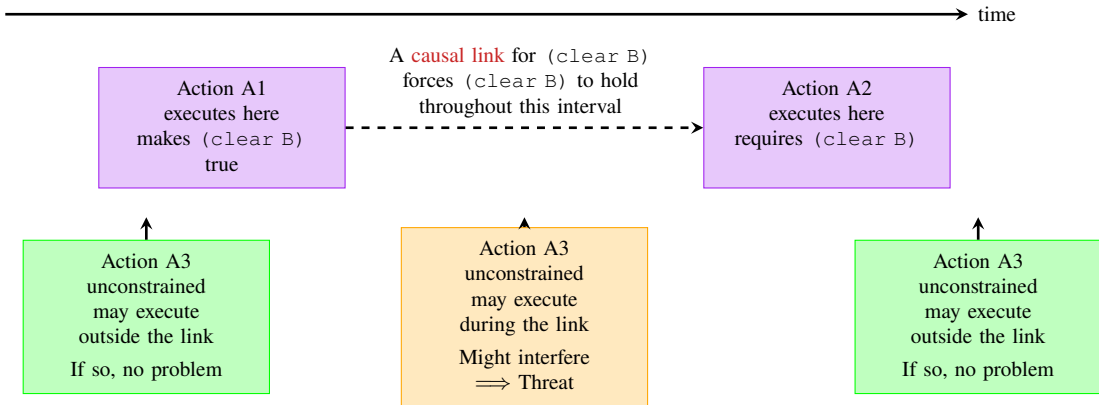 time
A causal link for (clear B)
forces (clear B) to hold
throughout this interval
Action A1
executes here
makes (clear B)
true
Action A2
executes here
requires (clear B)
Action A3
unconstrained
may execute
outside the link
If so, no problem
Action A3
unconstrained
may execute
during the link
Might interfere
⟹ Threat
Action A3
unconstrained
may execute
outside the link
If so, no problem